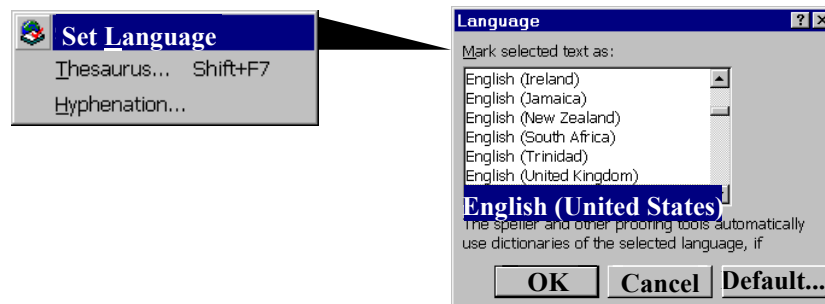 Set Language
Thesaurus... Shift+F7
Hyphenation...
Language
Mark selected text as:
English (Ireland)
English (Jamaica)
English (New Zealand)
English (South Africa)
English (Trinidad)
English (United Kingdom)
English (United States)
The speller and other proofing tools automatically
use dictionaries of the selected language, if
OK Cancel Default...